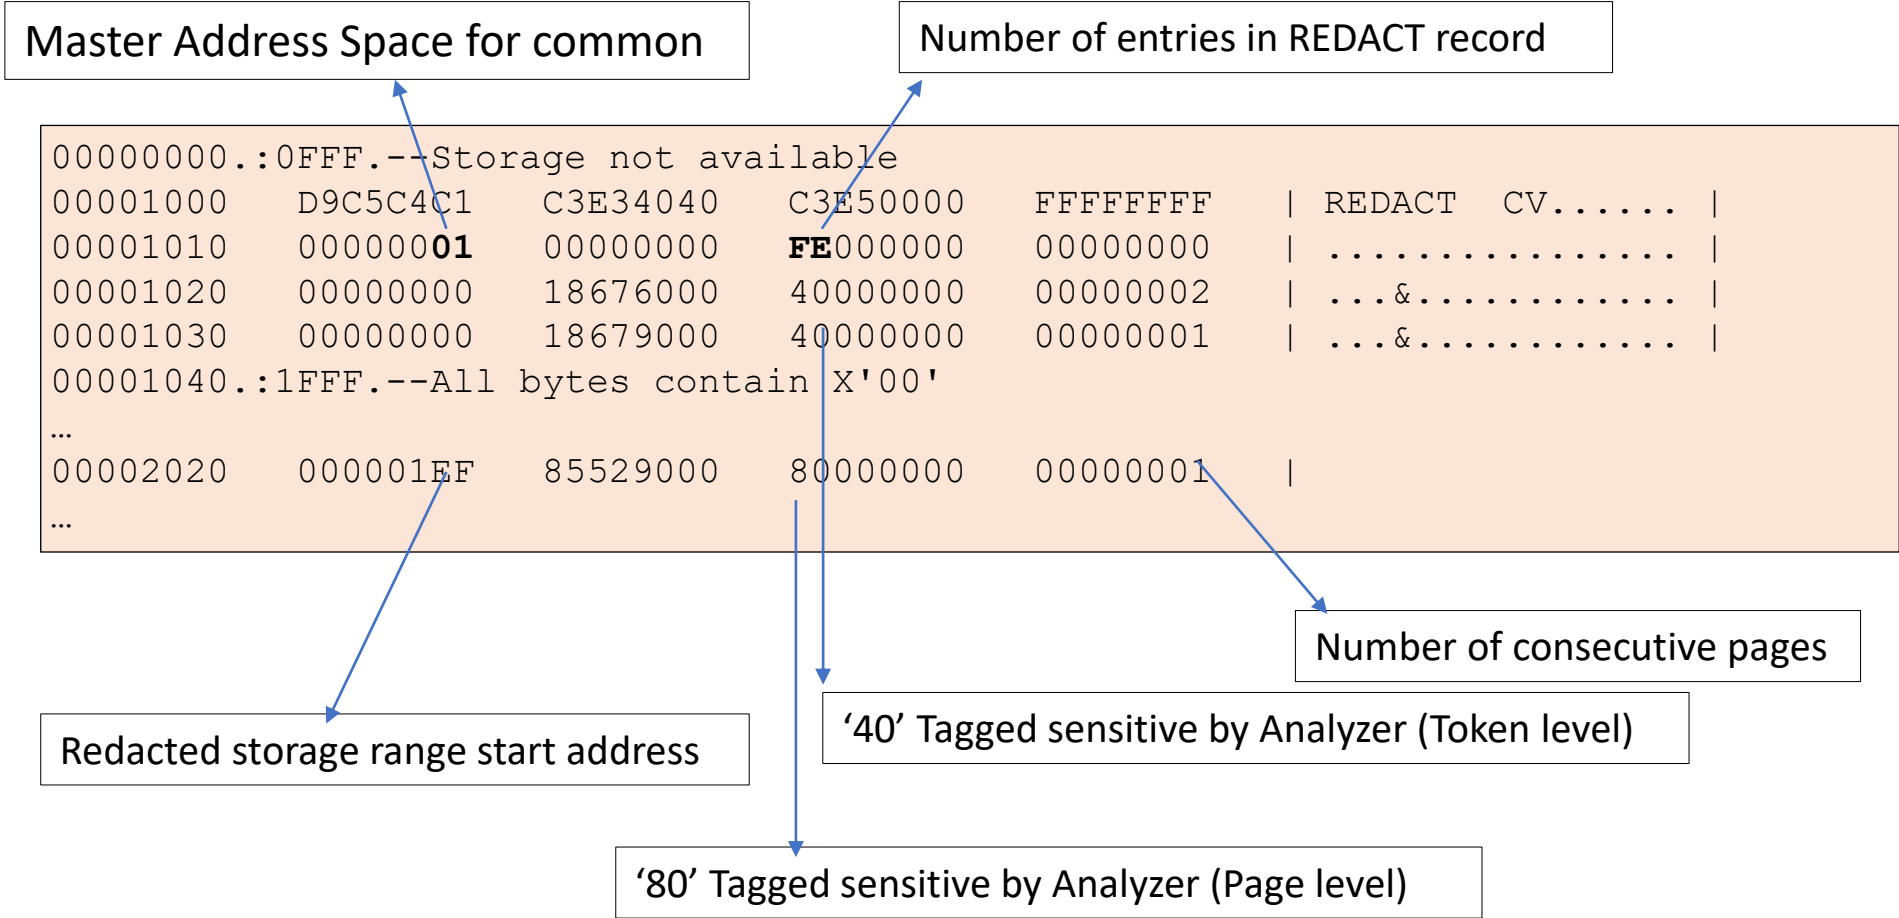 Master Address Space for common
Number of entries in REDACT record
00000000.:0FFF.--Storage not available
00001000 D9C5C4C1 C3E34040 C3E50000 FFFFFFFF | REDACT CV...... |
00001010 00000001 00000000 FE000000 00000000 | ................ |
00001020 00000000 18676000 40000000 00000002 | ...&............ |
00001030 00000000 18679000 40000000 00000001 | ...&............ |
00001040.:1FFF.--All bytes contain X'00'
…
00002020 000001EF 85529000 80000000 00000001 |
…
Number of consecutive pages
‘40’ Tagged sensitive by Analyzer (Token level)
Redacted storage range start address
‘80’ Tagged sensitive by Analyzer (Page level)